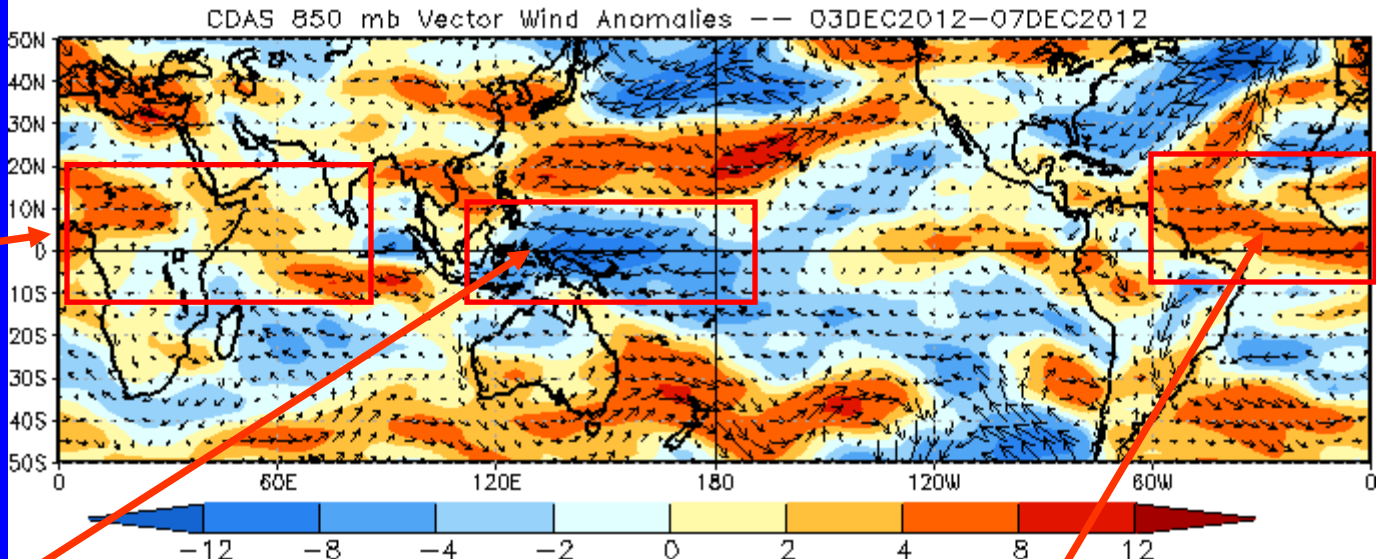 CDAS 850 mb Vector Wind Anomalies -- 03DEC2012-07DEC2012
50N
40N
30N
20N
10N
0
10S
20S
30S
40S
50S
0 60E 120E 180 120W 60W 0
-12 -8 -4 -2 0 2 4 8 12